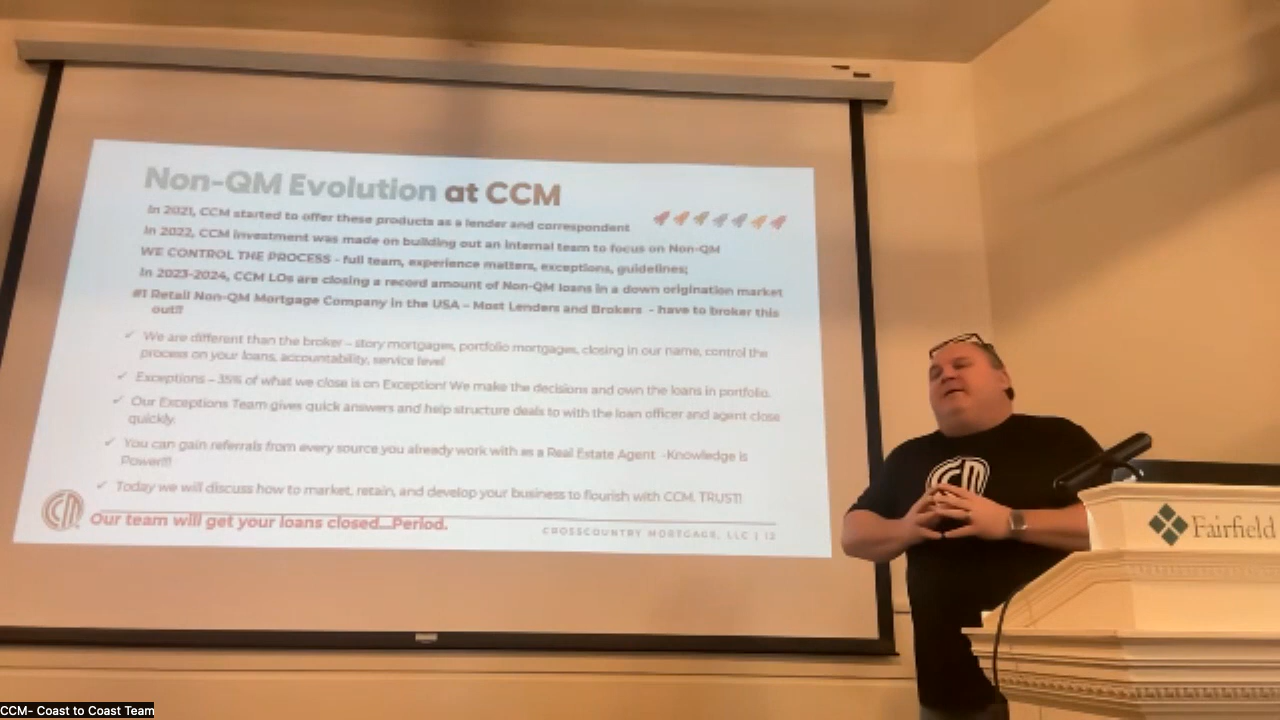 Non-QM Evolution at CCM
In 2021, CCM started to offer these products as a lender and correspondent
In 2022, CCM investment was made on building out an internal team to focus on Non-QM
WE CONTROL THE PROCESS - full team, experience matters, exceptions, guidelines;
In 2023-2024, CCM LOs are closing a record amount of Non-QM loans in a down origination market
#1 Retail Non-QM Mortgage Company in the USA – Most Lenders and Brokers - have to broker this
out!!
✓ We are different than the broker – story mortgages, portfolio mortgages, closing in our name, control the
process on your loans, accountability, service level
✓ Exceptions – 35% of what we close is on Exception! We make the decisions and own the loans in portfolio.
✓ Our Exceptions Team gives quick answers and help structure deals to with the loan officer and agent close
quickly.
✓ You can gain referrals from every source you already work with as a Real Estate Agent -Knowledge is
Power!!!
✓ Today we will discuss how to market, retain, and develop your business to flourish with CCM. TRUST!
Our team will get your loans closed...Period.
CROSSCOUNTRY MORTGAGE, LLC | 12
Fairfield
CCM- Coast to Coast Team